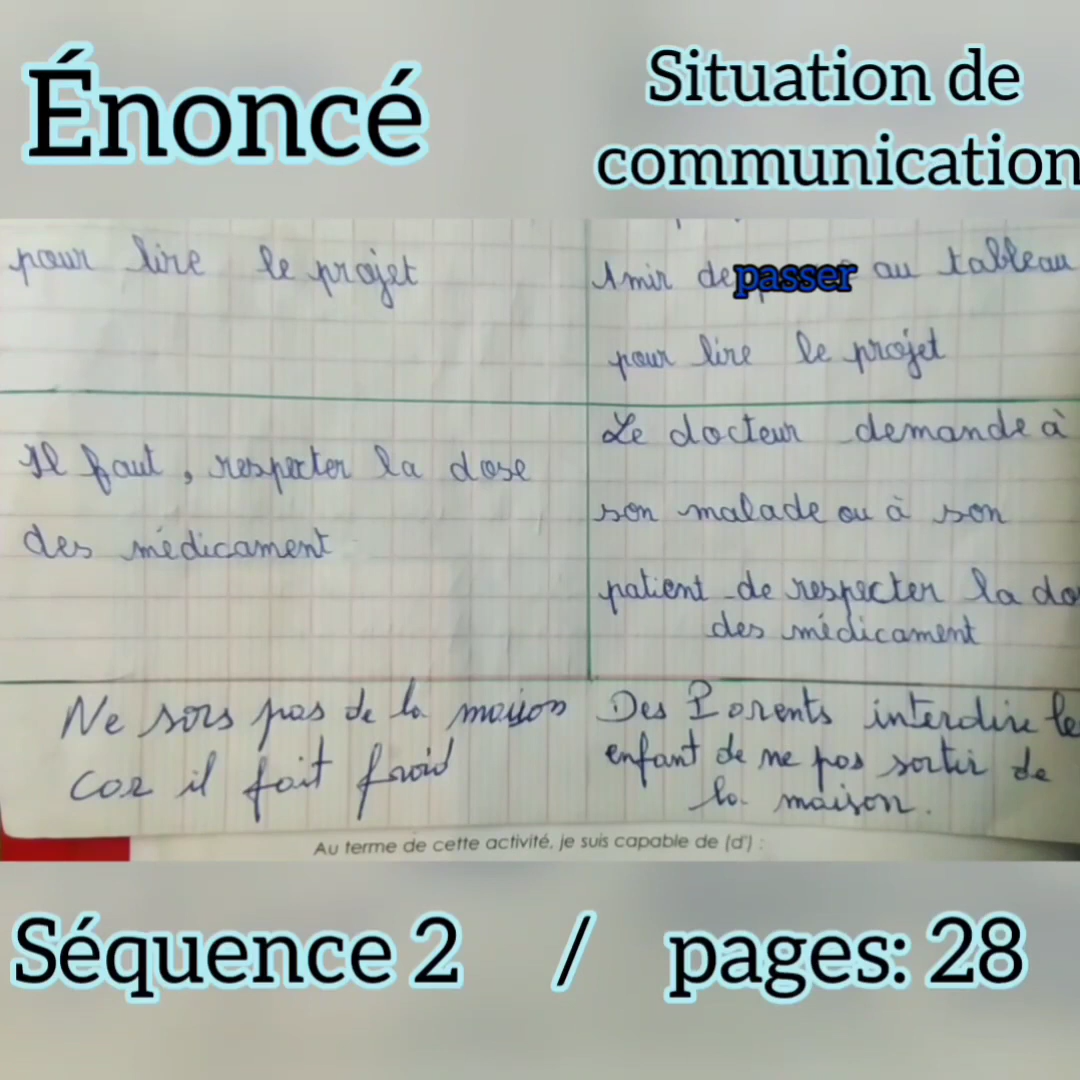 Énoncé
Situation de
communication
pour lire le projet
Amir de passer au tableau
pour lire le projet
Il faut, respecter la dose
des médicament
Le docteur demande à
son malade ou à son
patient de respecter la do
des médicament
Ne sors pas de la maison
car il fait froid
Des Parents interdire le
enfant de ne pas sortir de
la maison.
Au terme de cette activité, je suis capable de (d') :
Séquence 2 / pages: 28